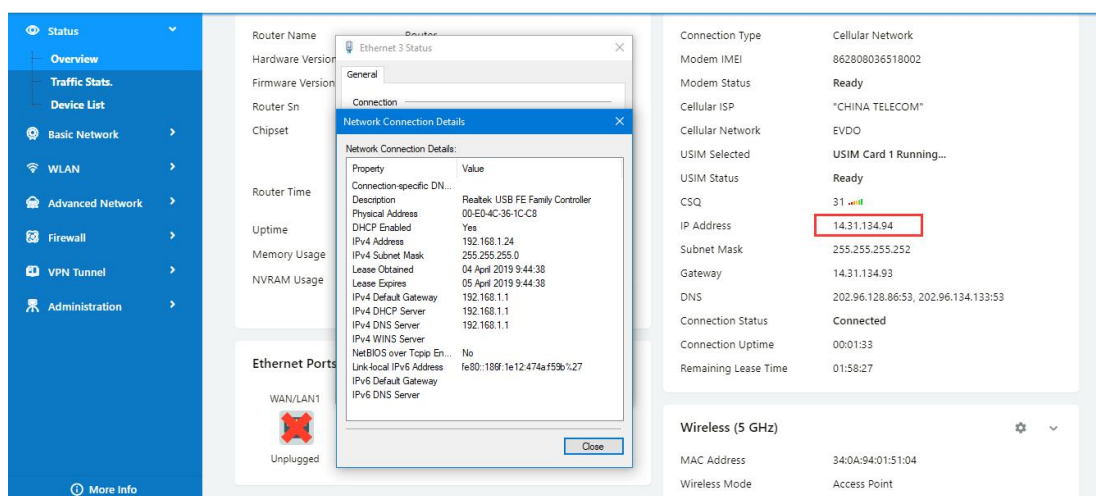 Status
Overview
Traffic Stats.
Device List
Basic Network
WLAN
Advanced Network
Firewall
VPN Tunnel
Administration
More Info
Router Name
Hardware Version
Firmware Version
Router Sn
Chipset
Router Time
Uptime
Memory Usage
NVRAM Usage
Ethernet Ports
WAN/LAN1
Unplugged
Ethernet 3 Status
General
Connection
Network Connection Details
Network Connection Details:
Property Value
Connection-specific DN...
Description Realtek USB FE Family Controller
Physical Address 00-E0-4C-36-1C-C8
DHCP Enabled Yes
IPv4 Address 192.168.1.24
IPv4 Subnet Mask 255.255.255.0
Lease Obtained 04 April 2019 9:44:38
Lease Expires 05 April 2019 9:44:38
IPv4 Default Gateway 192.168.1.1
IPv4 DHCP Server 192.168.1.1
IPv4 DNS Server 192.168.1.1
IPv4 WINS Server
NetBIOS over Tcpip En... No
Link-local IPv6 Address fe80::186f:1e12:474a:f59b%27
IPv6 Default Gateway
IPv6 DNS Server
Close
Connection Type Cellular Network
Modem IMEI 862808036518002
Modem Status Ready
Cellular ISP "CHINA TELECOM"
Cellular Network EVDO
USIM Selected USIM Card 1 Running...
USIM Status Ready
CSQ 31
IP Address 14.31.134.94
Subnet Mask 255.255.255.252
Gateway 14.31.134.93
DNS 202.96.128.86:53, 202.96.134.133:53
Connection Status Connected
Connection Uptime 00:01:33
Remaining Lease Time 01:58:27
Wireless (5 GHz)
MAC Address 34:0A:94:01:51:04
Wireless Mode Access Point